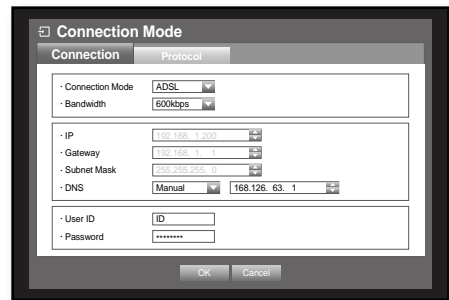 Connection Mode
Connection Protocol
· Connection Mode ADSL
· Bandwidth 600kbps
· IP 192.168. 1.200
· Gateway 192.168. 1. 1
· Subnet Mask 255.255.255. 0
· DNS Manual 168.126. 63. 1
· User ID ID
· Password ********
OK Cancel